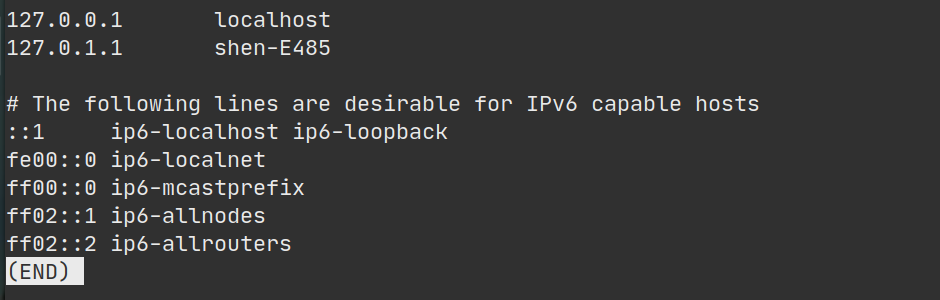 127.0.0.1       localhost
127.0.1.1       shen-E485

# The following lines are desirable for IPv6 capable hosts
::1     ip6-localhost ip6-loopback
fe00::0 ip6-localnet
ff00::0 ip6-mcastprefix
ff02::1 ip6-allnodes
ff02::2 ip6-allrouters
(END)